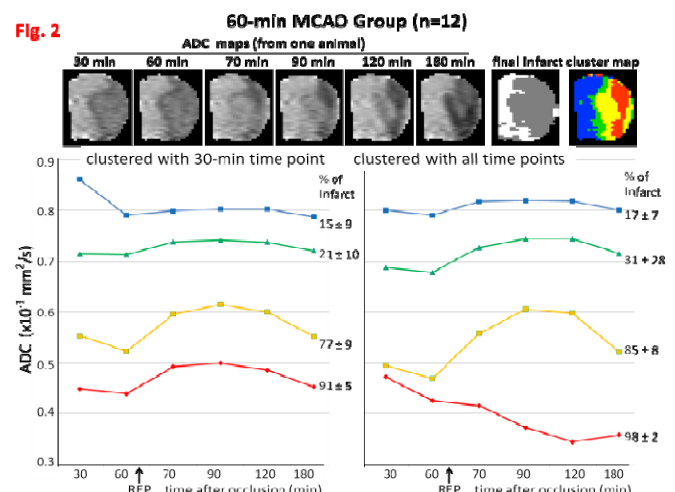 Fig. 2
60-min MCAD Group (n=12)
ADC maps (from one animal)
30 min 60 min 70 min 90 min 120 min 180 min final infarct cluster map
clustered with 30-min time point
clustered with all time points
0.9
0.8
0.7
0.6
0.5
0.4
0.3
ADC (x10⁻³ mm²/s)
% of
Infarct
15 ± 9
21 ± 10
77 ± 9
91 ± 5
% of
Infarct
17 ± 7
31 ± 28
85 ± 8
98 ± 2
30 60 70 90 120 180
30 60 70 90 120 180
REP time after occlusion (min)
REP time after occlusion (min)